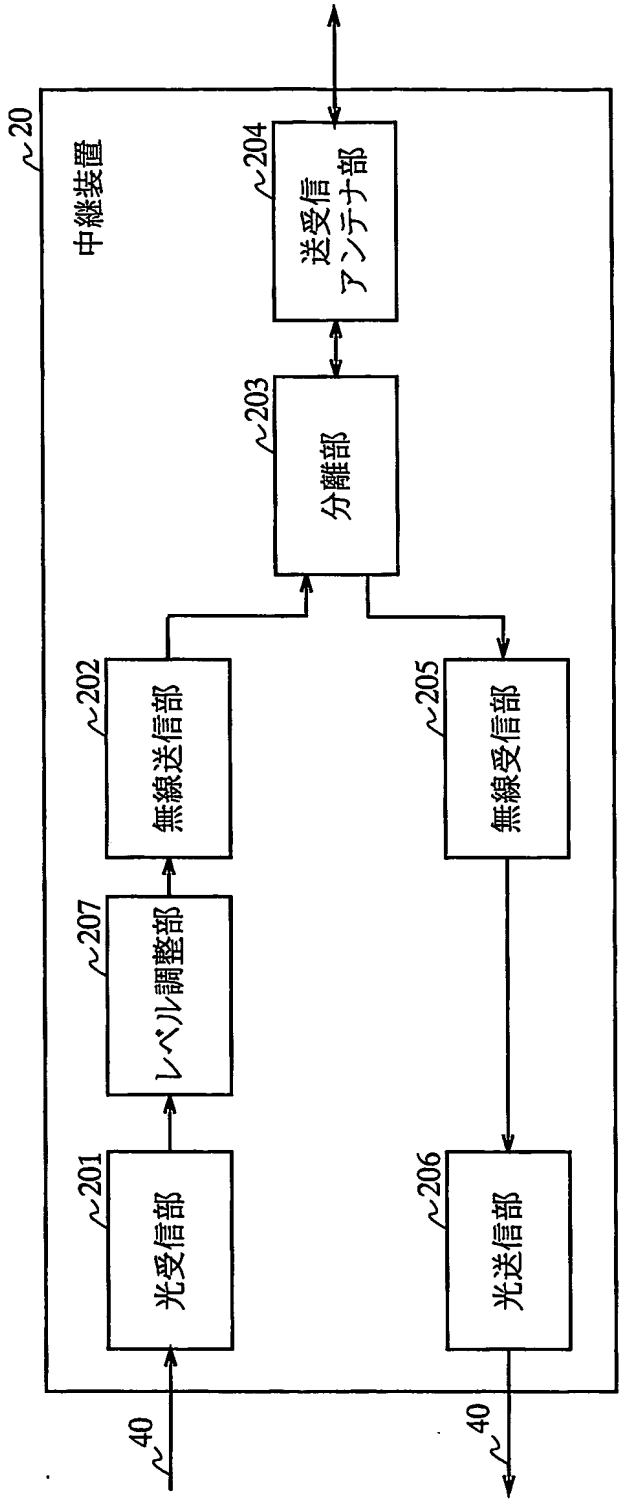 20
中継装置
40
201
光受信部
207
レベル調整部
202
無線送信部
203
分離部
204
送受信
アンテナ部
205
無線受信部
206
光送信部
40